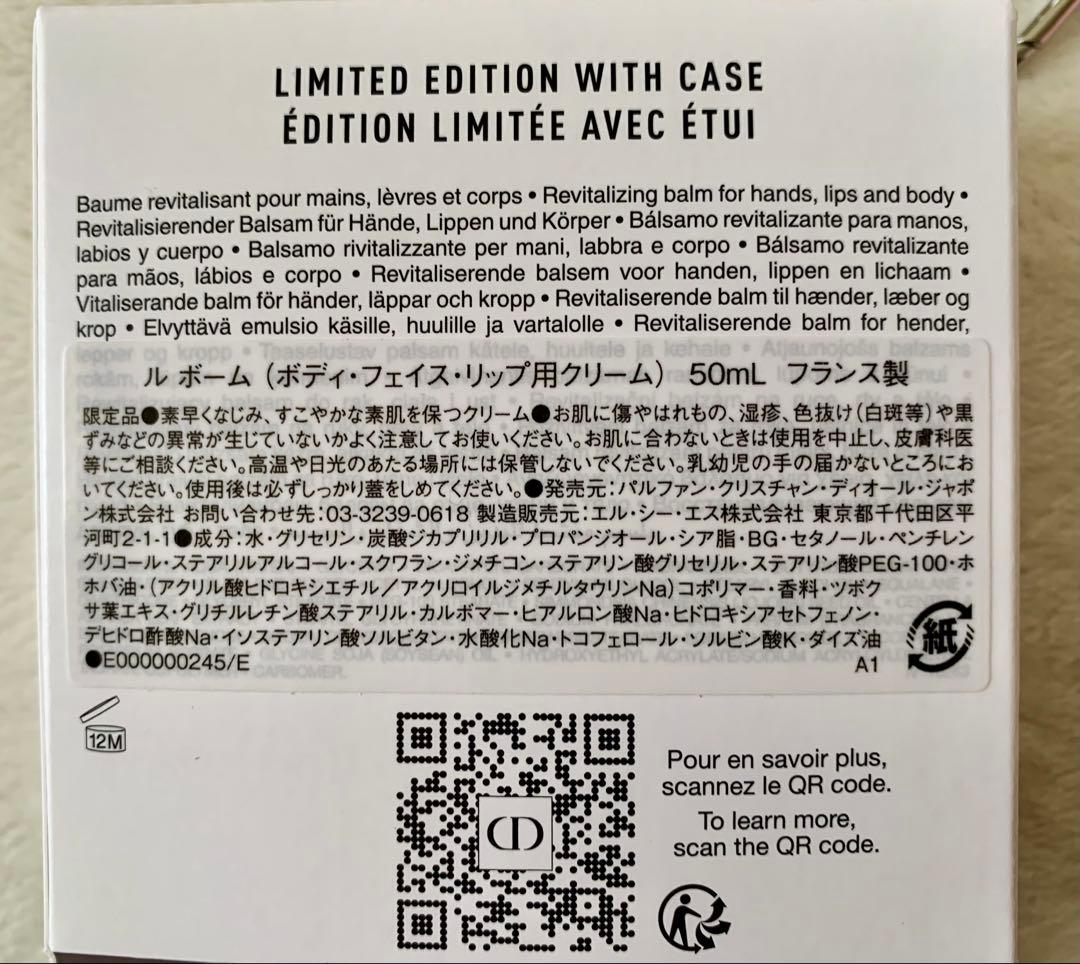 LIMITED EDITION WITH CASE
ÉDITION LIMITÉE AVEC ÉTUI
Baume revitalisant pour mains, lèvres et corps • Revitalizing balm for hands, lips and body •
Revitalisierender Balsam für Hände, Lippen und Körper • Bálsamo revitalizante para manos,
labios y cuerpo • Balsamo rivitalizzante per mani, labbra e corpo • Bálsamo revitalizante
para mãos, lábios e corpo • Revitaliserende balsem voor handen, lippen en lichaam •
Vitaliserande balm för händer, läppar och kropp • Revitaliserende balm til hænder, læber og
krop • Elvyttävä emulsio käsille, huulille ja vartalolle • Revitaliserende balm for hender,
lepper og kropp • Taaselustav palsam kätele, huultele ja kehale • Atjaunojošs balzams
ル ボーム（ボディ・フェイス・リップ用クリーム） 50mL フランス製
限定品●素早くなじみ、すこやかな素肌を保つクリーム●お肌に傷やはれもの、湿疹、色抜け(白斑等)や黒
ずみなどの異常が生じていないかよく注意してお使いください。お肌に合わないときは使用を中止し、皮膚科医
等にご相談ください。高温や日光のあたる場所には保管しないでください。乳幼児の手の届かないところにお
いてください。使用後は必ずしっかり蓋をしめてください。●発売元：パルファン・クリスチャン・ディオール・ジャポ
ン株式会社 お問い合わせ先：03-3239-0618 製造販売元：エル・シー・エス株式会社 東京都千代田区平
河町2-1-1●成分：水・グリセリン・炭酸ジカプリリル・プロパンジオール・シア脂・BG・セタノール・ペンチレン
グリコール・ステアリルアルコール・スクワラン・ジメチコン・ステアリン酸グリセリル・ステアリン酸PEG-100・ホ
ホバ油・(アクリル酸ヒドロキシエチル／アクリロイルジメチルタウリンNa)コポリマー・香料・ツボク
サ葉エキス・グリチルレチン酸ステアリル・カルボマー・ヒアルロン酸Na・ヒドロキシアセトフェノン・
デヒドロ酢酸Na・イソステアリン酸ソルビタン・水酸化Na・トコフェロール・ソルビン酸K・ダイズ油
●E000000245/E
A1
紙
12M
CD
Pour en savoir plus,
scannez le QR code.
To learn more,
scan the QR code.